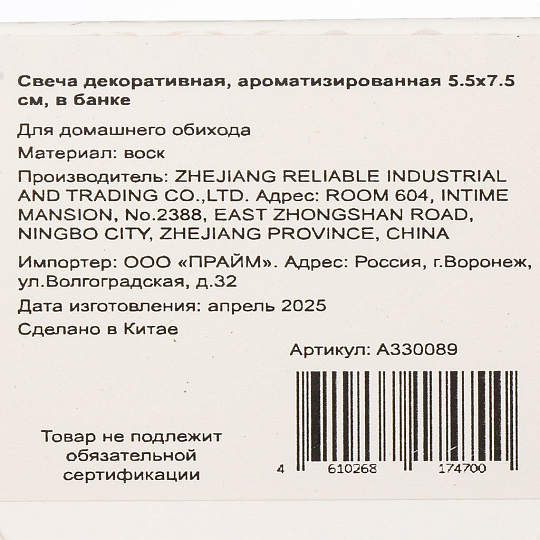 Свеча декоративная, ароматизированная 5.5x7.5
см, в банке
Для домашнего обихода
Материал: воск
Производитель: ZHEJIANG RELIABLE INDUSTRIAL
AND TRADING CO.,LTD. Адрес: ROOM 604, INTIME
MANSION, No.2388, EAST ZHONGSHAN ROAD,
NINGBO CITY, ZHEJIANG PROVINCE, CHINA
Импортер: ООО «ПРАЙМ». Адрес: Россия, г.Воронеж,
ул.Волгоградская, д.32
Дата изготовления: апрель 2025
Сделано в Китае
Артикул: A330089
Товар не подлежит
обязательной
сертификации
4 610268 174700